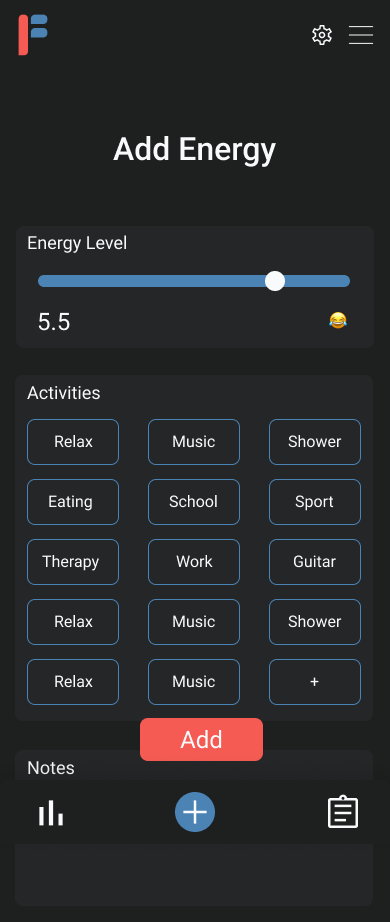 Add Energy
Energy Level
5.5
Activities
Relax Music Shower
Eating School Sport
Therapy Work Guitar
Relax Music Shower
Relax Music +
Add
Notes